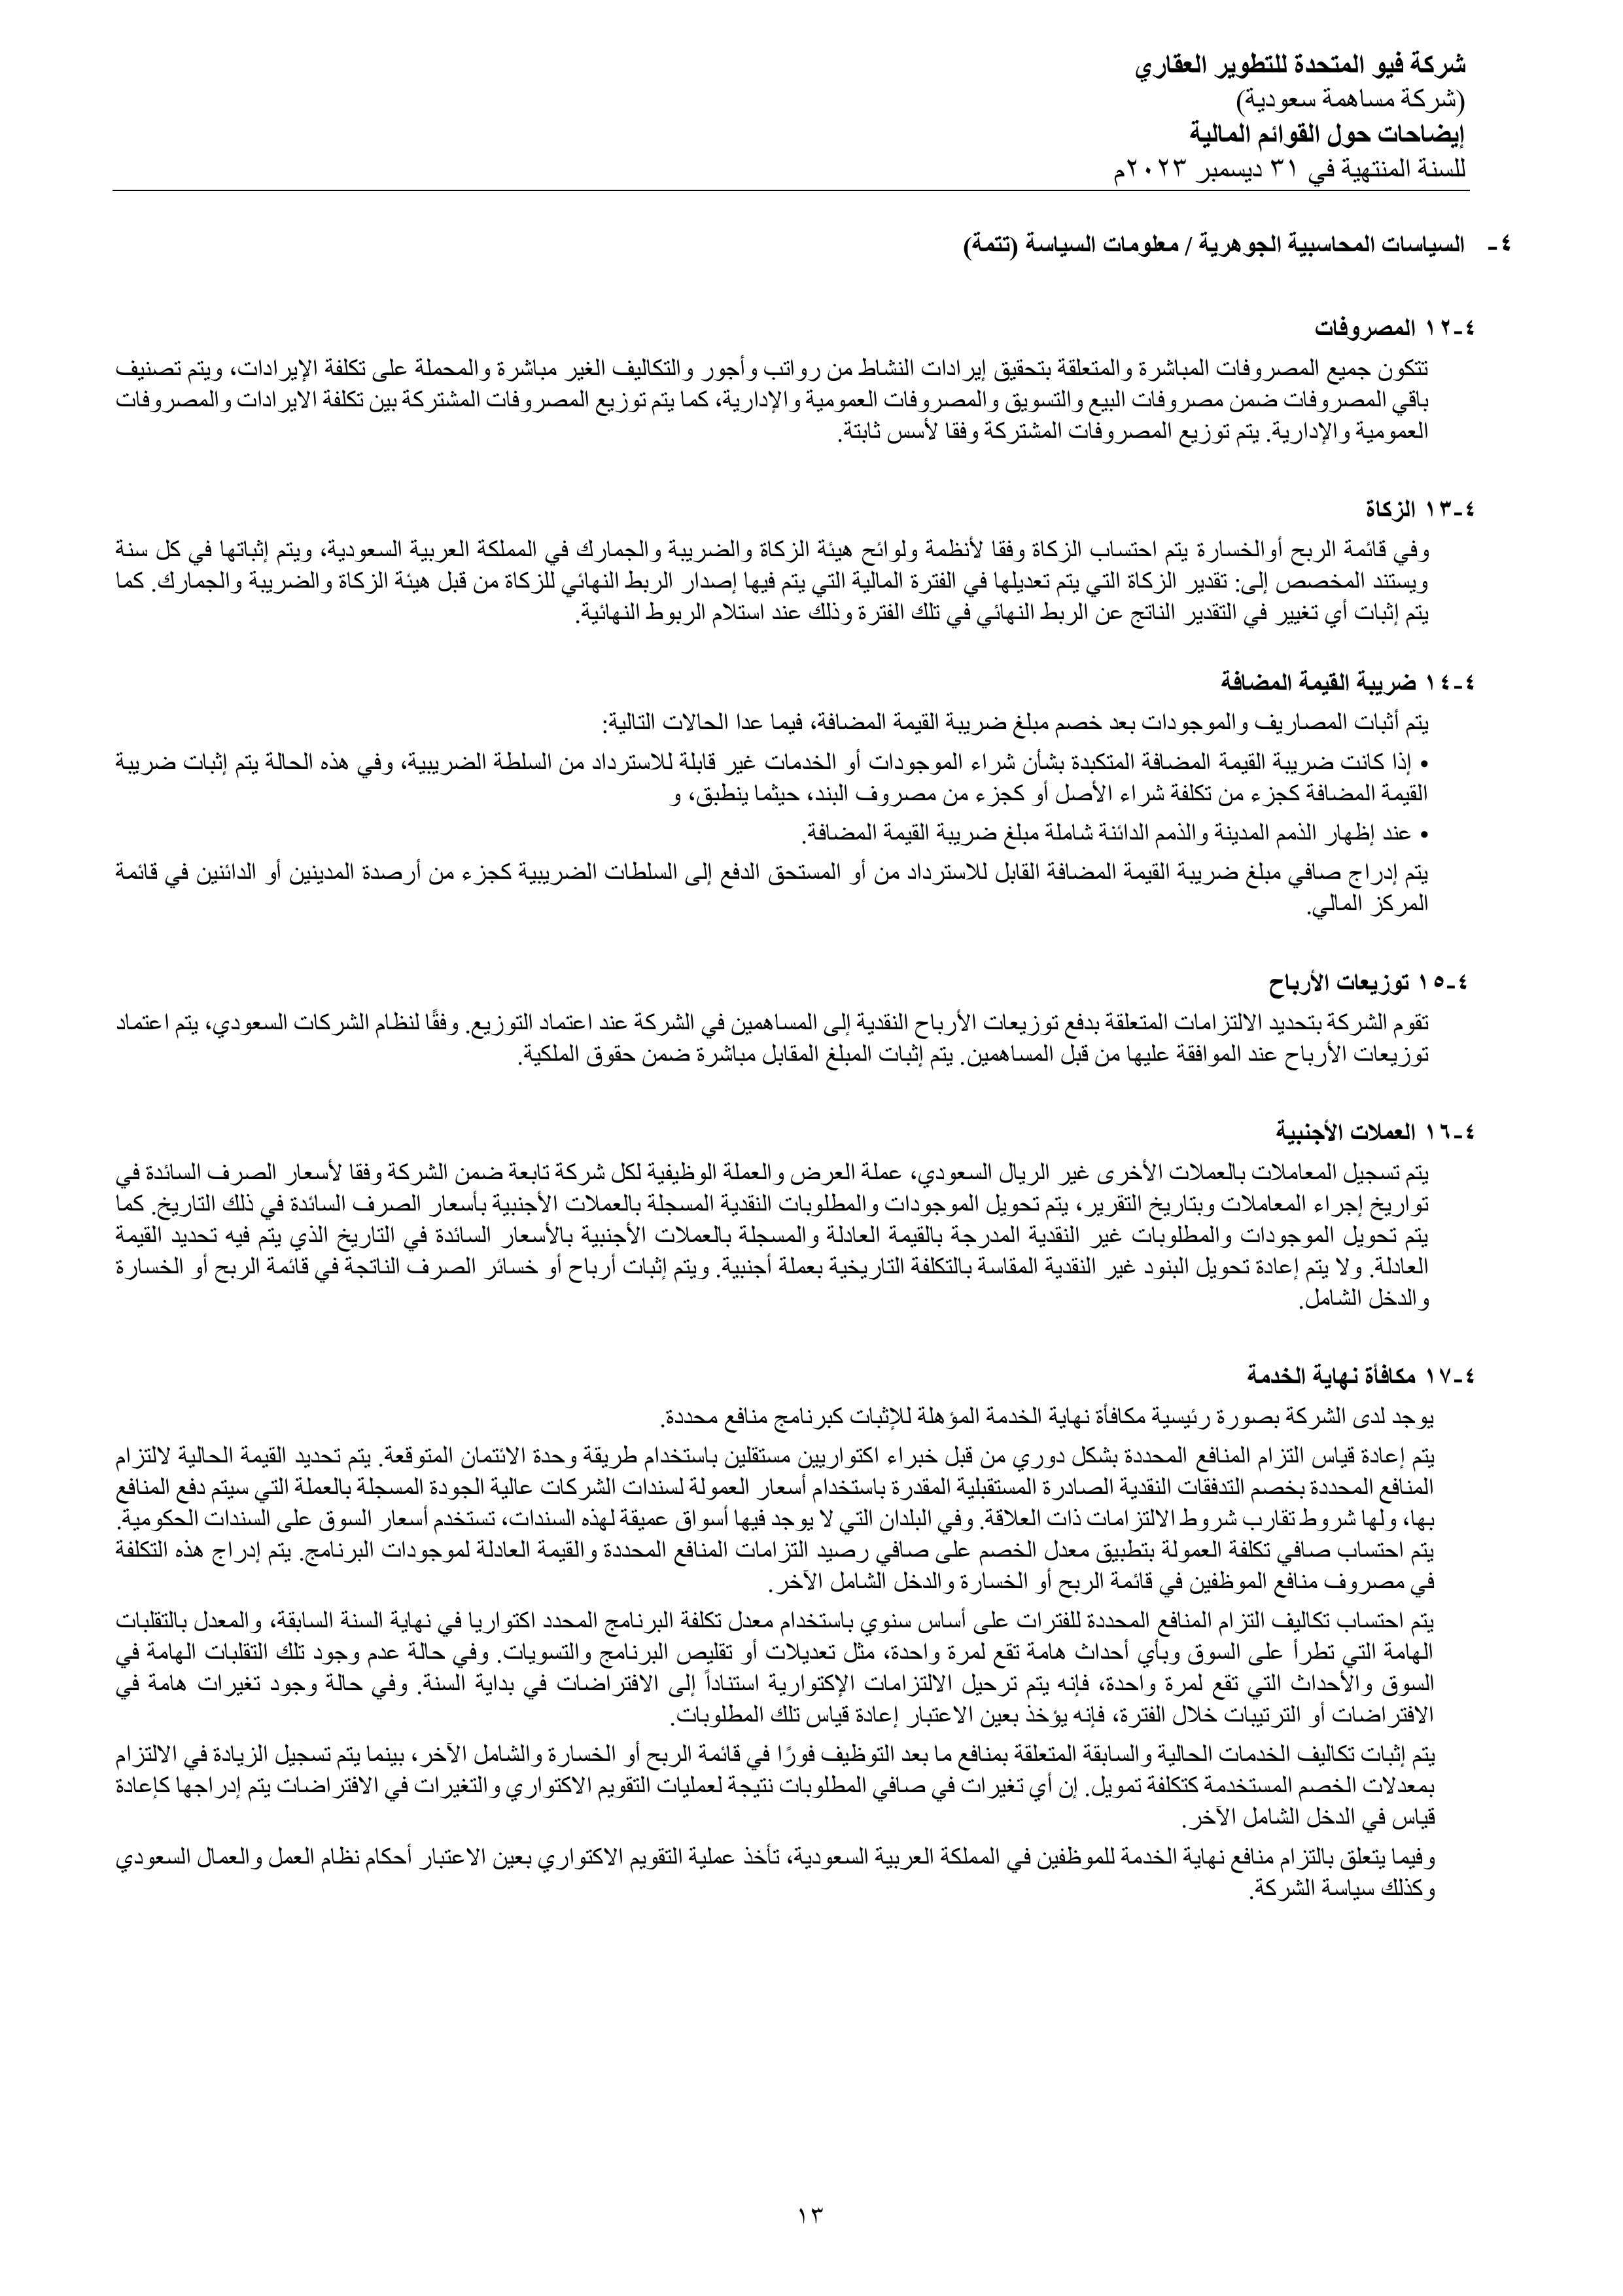 شركة فيو المتحدة للتطوير العقاري
(شركة مساهمة سعودية)
إيضاحات حول القوائم المالية
للسنة المنتهية في ٣١ ديسمبر ٢٠٢٣م
٤- السياسات المحاسبية الجوهرية / معلومات السياسة (تتمة)
٤-١٢ المصروفات
تتكون جميع المصروفات المباشرة والمتعلقة بتحقيق إيرادات النشاط من رواتب وأجور والتكاليف الغير مباشرة والمحملة على تكلفة الإيرادات، ويتم تصنيف
باقي المصروفات ضمن مصروفات البيع والتسويق والمصروفات العمومية والإدارية، كما يتم توزيع المصروفات المشتركة بين تكلفة الايرادات والمصروفات
العمومية والإدارية. يتم توزيع المصروفات المشتركة وفقا لأسس ثابتة.
٤-١٣ الزكاة
وفي قائمة الربح أوالخسارة يتم احتساب الزكاة وفقا لأنظمة ولوائح هيئة الزكاة والضريبة والجمارك في المملكة العربية السعودية، ويتم إثباتها في كل سنة
ويستند المخصص إلى: تقدير الزكاة التي يتم تعديلها في الفترة المالية التي يتم فيها إصدار الربط النهائي للزكاة من قبل هيئة الزكاة والضريبة والجمارك. كما
يتم إثبات أي تغيير في التقدير الناتج عن الربط النهائي في تلك الفترة وذلك عند استلام الربوط النهائية.
٤-١٤ ضريبة القيمة المضافة
يتم أثبات المصاريف والموجودات بعد خصم مبلغ ضريبة القيمة المضافة، فيما عدا الحالات التالية:
• إذا كانت ضريبة القيمة المضافة المتكبدة بشأن شراء الموجودات أو الخدمات غير قابلة للاسترداد من السلطة الضريبية، وفي هذه الحالة يتم إثبات ضريبة
القيمة المضافة كجزء من تكلفة شراء الأصل أو كجزء من مصروف البند، حيثما ينطبق، و
• عند إظهار الذمم المدينة والذمم الدائنة شاملة مبلغ ضريبة القيمة المضافة.
يتم إدراج صافي مبلغ ضريبة القيمة المضافة القابل للاسترداد من أو المستحق الدفع إلى السلطات الضريبية كجزء من أرصدة المدينين أو الدائنين في قائمة
المركز المالي.
٤-١٥ توزيعات الأرباح
تقوم الشركة بتحديد الالتزامات المتعلقة بدفع توزيعات الأرباح النقدية إلى المساهمين في الشركة عند اعتماد التوزيع. وفقًا لنظام الشركات السعودي، يتم اعتماد
توزيعات الأرباح عند الموافقة عليها من قبل المساهمين. يتم إثبات المبلغ المقابل مباشرة ضمن حقوق الملكية.
٤-١٦ العملات الأجنبية
يتم تسجيل المعاملات بالعملات الأخرى غير الريال السعودي، عملة العرض والعملة الوظيفية لكل شركة تابعة ضمن الشركة وفقا لأسعار الصرف السائدة في
تواريخ إجراء المعاملات وبتاريخ التقرير، يتم تحويل الموجودات والمطلوبات النقدية المسجلة بالعملات الأجنبية بأسعار الصرف السائدة في ذلك التاريخ. كما
يتم تحويل الموجودات والمطلوبات غير النقدية المدرجة بالقيمة العادلة والمسجلة بالعملات الأجنبية بالأسعار السائدة في التاريخ الذي يتم فيه تحديد القيمة
العادلة. ولا يتم إعادة تحويل البنود غير النقدية المقاسة بالتكلفة التاريخية بعملة أجنبية. ويتم إثبات أرباح أو خسائر الصرف الناتجة في قائمة الربح أو الخسارة
والدخل الشامل.
٤-١٧ مكافأة نهاية الخدمة
يوجد لدى الشركة بصورة رئيسية مكافأة نهاية الخدمة المؤهلة للإثبات كبرنامج منافع محددة.
يتم إعادة قياس التزام المنافع المحددة بشكل دوري من قبل خبراء اكتواريين مستقلين باستخدام طريقة وحدة الائتمان المتوقعة. يتم تحديد القيمة الحالية لالتزام
المنافع المحددة بخصم التدفقات النقدية الصادرة المستقبلية المقدرة باستخدام أسعار العمولة لسندات الشركات عالية الجودة المسجلة بالعملة التي سيتم دفع المنافع
بها، ولها شروط تقارب شروط الالتزامات ذات العلاقة. وفي البلدان التي لا يوجد فيها أسواق عميقة لهذه السندات، تستخدم أسعار السوق على السندات الحكومية.
يتم احتساب صافي تكلفة العمولة بتطبيق معدل الخصم على صافي رصيد التزامات المنافع المحددة والقيمة العادلة لموجودات البرنامج. يتم إدراج هذه التكلفة
في مصروف منافع الموظفين في قائمة الربح أو الخسارة والدخل الشامل الآخر.
يتم احتساب تكاليف التزام المنافع المحددة للفترات على أساس سنوي باستخدام معدل تكلفة البرنامج المحدد اكتواريا في نهاية السنة السابقة، والمعدل بالتقلبات
الهامة التي تطرأ على السوق وبأي أحداث هامة تقع لمرة واحدة، مثل تعديلات أو تقليص البرنامج والتسويات. وفي حالة عدم وجود تلك التقلبات الهامة في
السوق والأحداث التي تقع لمرة واحدة، فإنه يتم ترحيل الالتزامات الإكتوارية استناداً إلى الافتراضات في بداية السنة. وفي حالة وجود تغيرات هامة في
الافتراضات أو الترتيبات خلال الفترة، فإنه يؤخذ بعين الاعتبار إعادة قياس تلك المطلوبات.
يتم إثبات تكاليف الخدمات الحالية والسابقة المتعلقة بمنافع ما بعد التوظيف فورًا في قائمة الربح أو الخسارة والشامل الآخر، بينما يتم تسجيل الزيادة في الالتزام
بمعدلات الخصم المستخدمة كتكلفة تمويل. إن أي تغيرات في صافي المطلوبات نتيجة لعمليات التقويم الاكتواري والتغيرات في الافتراضات يتم إدراجها كإعادة
قياس في الدخل الشامل الآخر.
وفيما يتعلق بالتزام منافع نهاية الخدمة للموظفين في المملكة العربية السعودية، تأخذ عملية التقويم الاكتواري بعين الاعتبار أحكام نظام العمل والعمال السعودي
وكذلك سياسة الشركة.
١٣